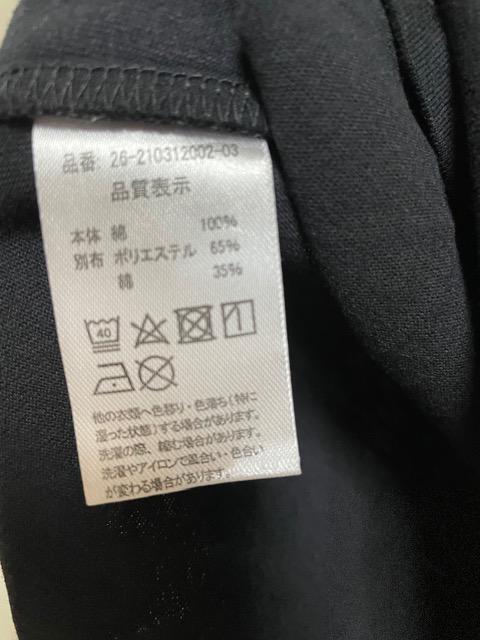 品番: 26-210312002-03
品質表示
本体 綿 100%
別布 ポリエステル 65%
綿 35%
40
他の衣類へ色移り・色落ち(特に
湿った状態)する場合があります。
洗濯の際、縮む場合があります。
洗濯やアイロンで風合い・色合い
が変わる場合があります。